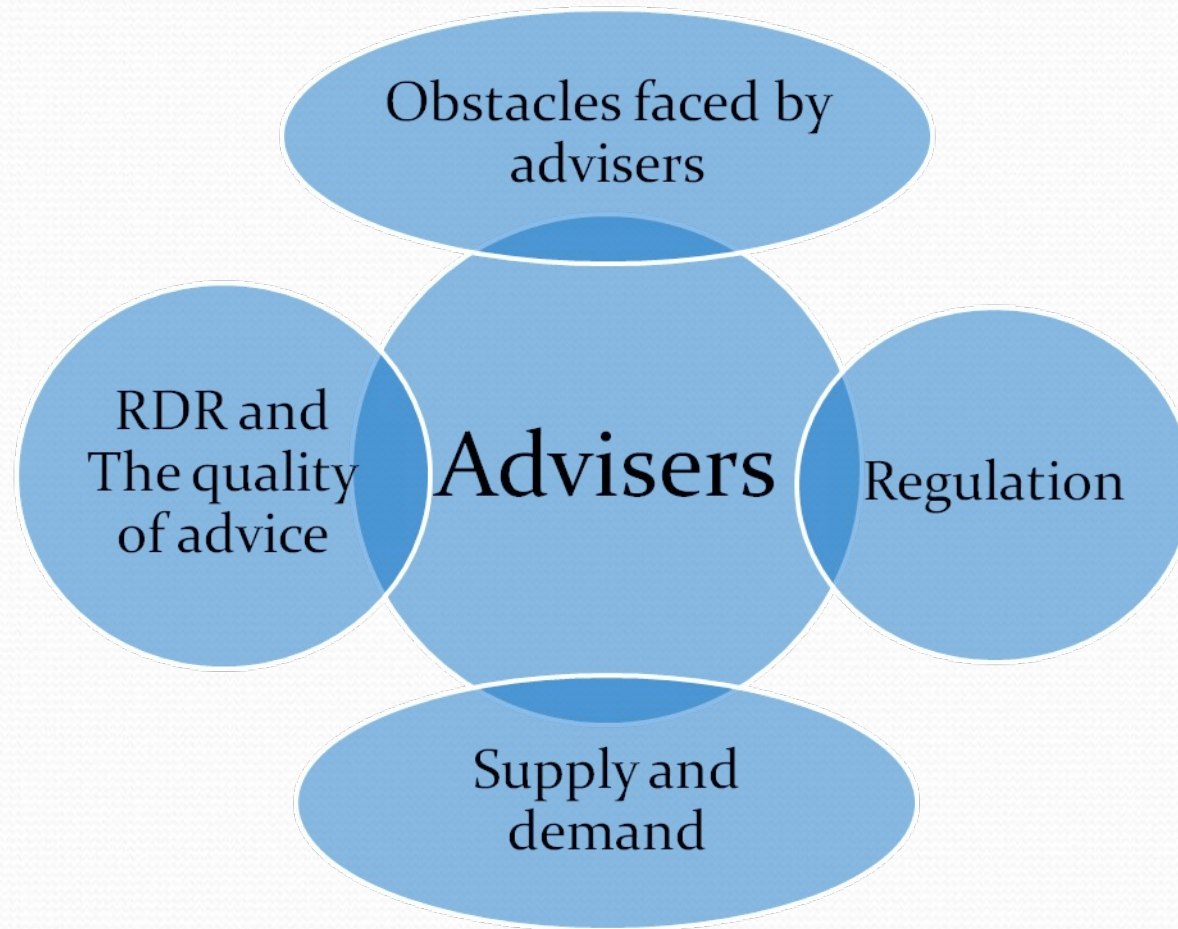 Obstacles faced by
advisers
RDR and
The quality
of advice
Advisers
Regulation
Supply and
demand